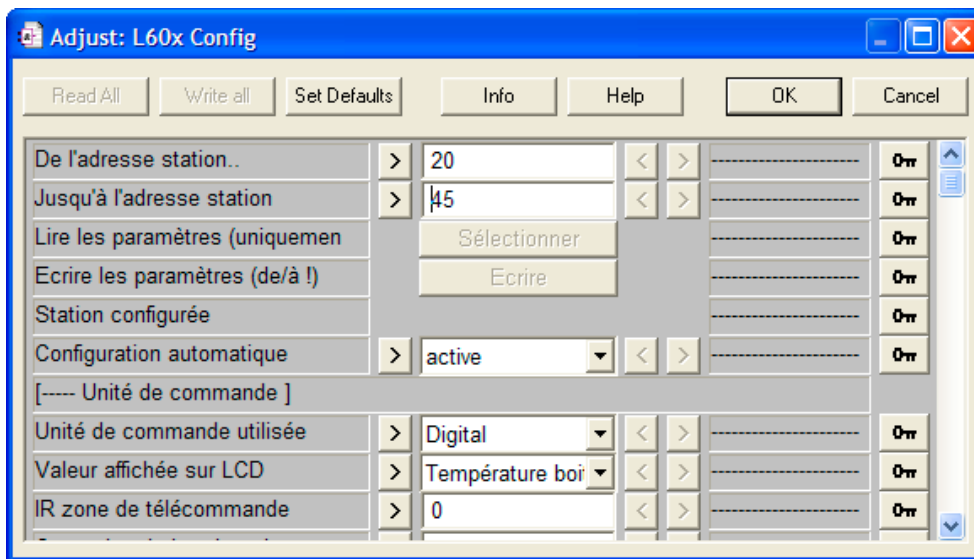 Adjust: L60x Config
Read All Write all Set Defaults Info Help OK Cancel
De l'adresse station.. > 20 < > ----------------------
Jusqu'à l'adresse station > 45 < > ----------------------
Lire les paramètres (uniquemen Sélectionner ----------------------
Ecrire les paramètres (de/à !) Ecrire ----------------------
Station configurée ----------------------
Configuration automatique > active < > ----------------------
[----- Unité de commande ]
Unité de commande utilisée > Digital < > ----------------------
Valeur affichée sur LCD > Température boi < > ----------------------
IR zone de télécommande > 0 < > ----------------------